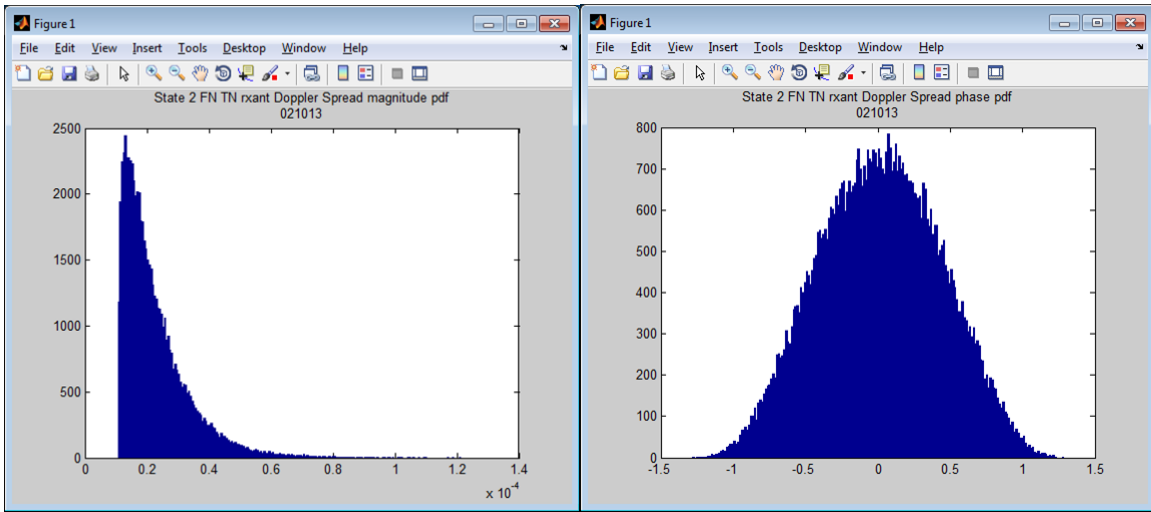 Figure 1
File Edit View Insert Tools Desktop Window Help
State 2 FN TN rxant Doppler Spread magnitude pdf
021013
2500
2000
1500
1000
500
0
0 0.2 0.4 0.6 0.8 1 1.2 1.4
x 10^-4
Figure 1
File Edit View Insert Tools Desktop Window Help
State 2 FN TN rxant Doppler Spread phase pdf
021013
800
700
600
500
400
300
200
100
0
-1.5 -1 -0.5 0 0.5 1 1.5